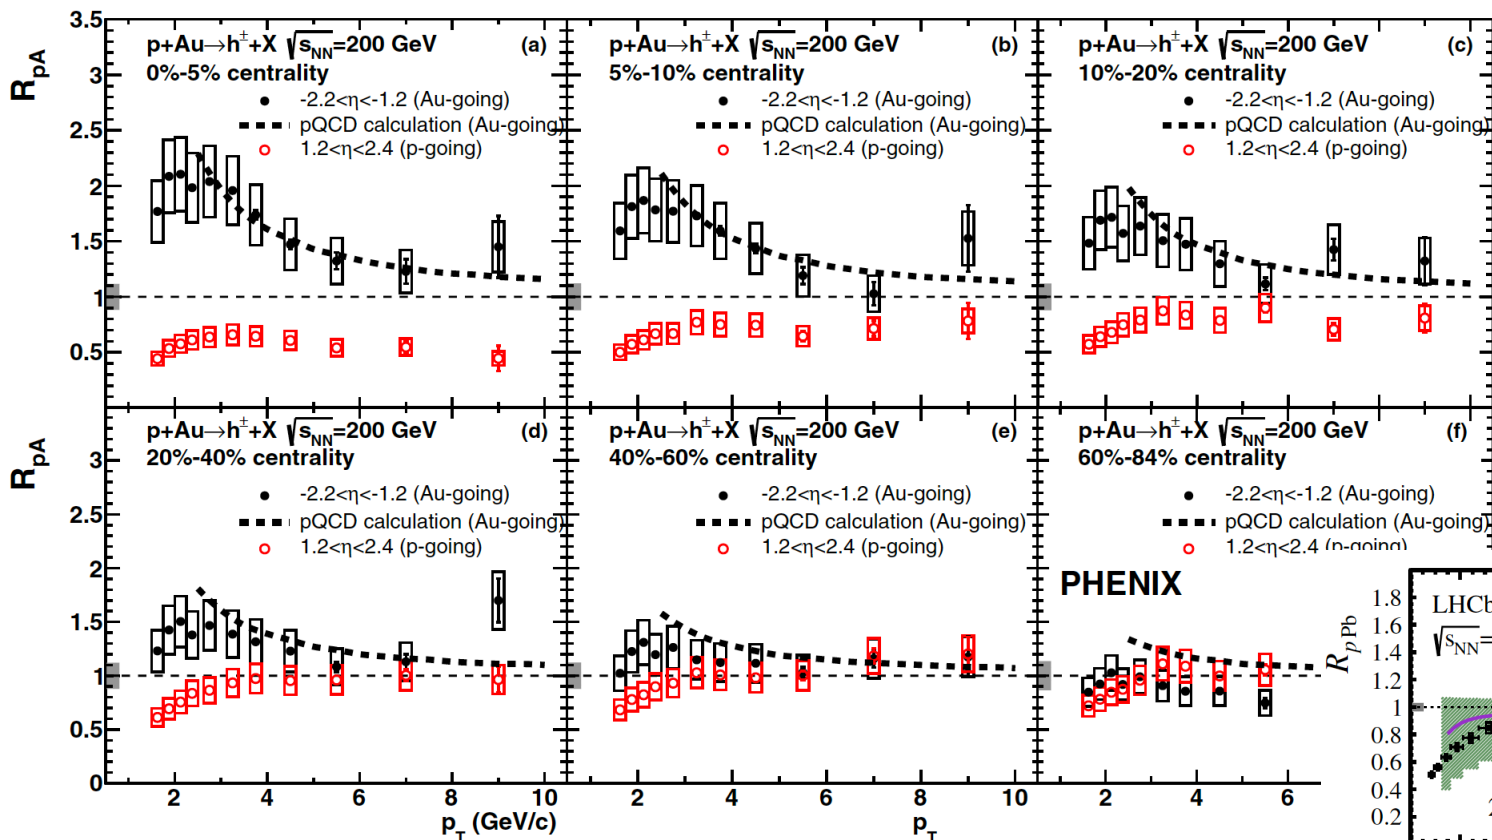 R_pA
3.5
3
2.5
2
1.5
1
0.5
p+Au→h±+X √s_NN=200 GeV (a)
0%-5% centrality
-2.2<η<-1.2 (Au-going)
pQCD calculation (Au-going)
1.2<η<2.4 (p-going)
p+Au→h±+X √s_NN=200 GeV (b)
5%-10% centrality
-2.2<η<-1.2 (Au-going)
pQCD calculation (Au-going)
1.2<η<2.4 (p-going)
p+Au→h±+X √s_NN=200 GeV (c)
10%-20% centrality
-2.2<η<-1.2 (Au-going)
pQCD calculation (Au-going)
1.2<η<2.4 (p-going)
R_pA
3
2.5
2
1.5
1
0.5
0
p+Au→h±+X √s_NN=200 GeV (d)
20%-40% centrality
-2.2<η<-1.2 (Au-going)
pQCD calculation (Au-going)
1.2<η<2.4 (p-going)
2 4 6 8 10
p_T (GeV/c)
p+Au→h±+X √s_NN=200 GeV (e)
40%-60% centrality
-2.2<η<-1.2 (Au-going)
pQCD calculation (Au-going)
1.2<η<2.4 (p-going)
2 4 6 8 10
p_T
p+Au→h±+X √s_NN=200 GeV (f)
60%-84% centrality
-2.2<η<-1.2 (Au-going)
pQCD calculation (Au-going)
1.2<η<2.4 (p-going)
PHENIX
2 4 6
R_pPb
1.8
1.6
1.4
1.2
1
0.8
0.6
0.4
0.2
LHCb
√s_NN=